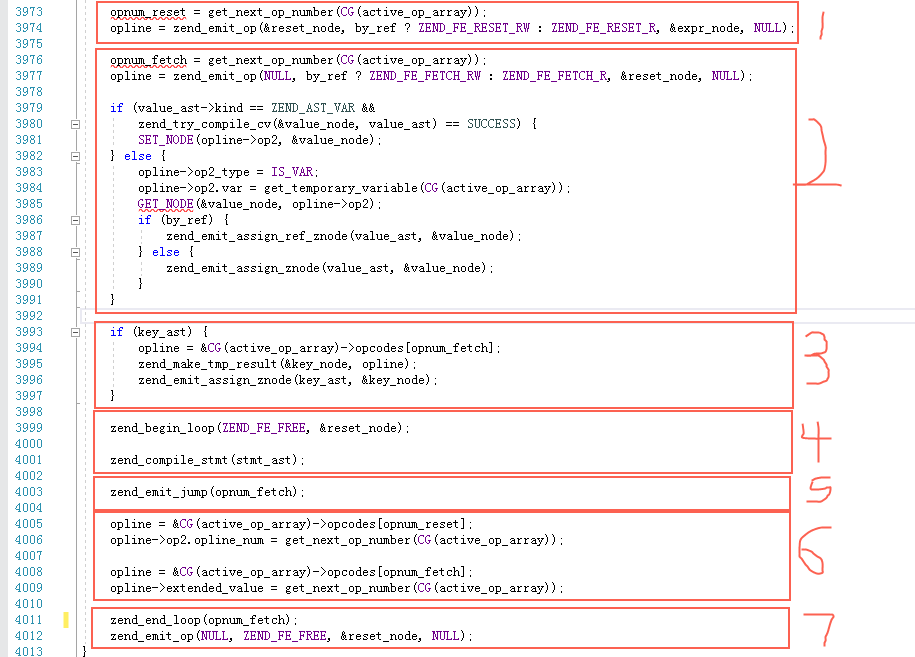 3973 opnum_reset = get_next_op_number(CG(active_op_array));
3974 opline = zend_emit_op(&reset_node, by_ref ? ZEND_FE_RESET_RW : ZEND_FE_RESET_R, &expr_node, NULL);
1
3975
3976 opnum_fetch = get_next_op_number(CG(active_op_array));
3977 opline = zend_emit_op(NULL, by_ref ? ZEND_FE_FETCH_RW : ZEND_FE_FETCH_R, &reset_node, NULL);
3978
3979 if (value_ast->kind == ZEND_AST_VAR &&
3980 zend_try_compile_cv(&value_node, value_ast) == SUCCESS) {
3981 SET_NODE(opline->op2, &value_node);
3982 } else {
3983 opline->op2_type = IS_VAR;
3984 opline->op2.var = get_temporary_variable(CG(active_op_array));
2
3985 GET_NODE(&value_node, opline->op2);
3986 if (by_ref) {
3987 zend_emit_assign_ref_znode(value_ast, &value_node);
3988 } else {
3989 zend_emit_assign_znode(value_ast, &value_node);
3990 }
3991 }
3992
3993 if (key_ast) {
3994 opline = &CG(active_op_array)->opcodes[opnum_fetch];
3995 zend_make_tmp_result(&key_node, opline);
3996 zend_emit_assign_znode(key_ast, &key_node);
3997 }
3
3998
3999 zend_begin_loop(ZEND_FE_FREE, &reset_node);
4000
4001 zend_compile_stmt(stmt_ast);
4
4002
4003 zend_emit_jump(opnum_fetch);
5
4004
4005 opline = &CG(active_op_array)->opcodes[opnum_reset];
4006 opline->op2.opline_num = get_next_op_number(CG(active_op_array));
4007
4008 opline = &CG(active_op_array)->opcodes[opnum_fetch];
4009 opline->extended_value = get_next_op_number(CG(active_op_array));
6
4010
4011 zend_end_loop(opnum_fetch);
4012 zend_emit_op(NULL, ZEND_FE_FREE, &reset_node, NULL);
7
4013 }